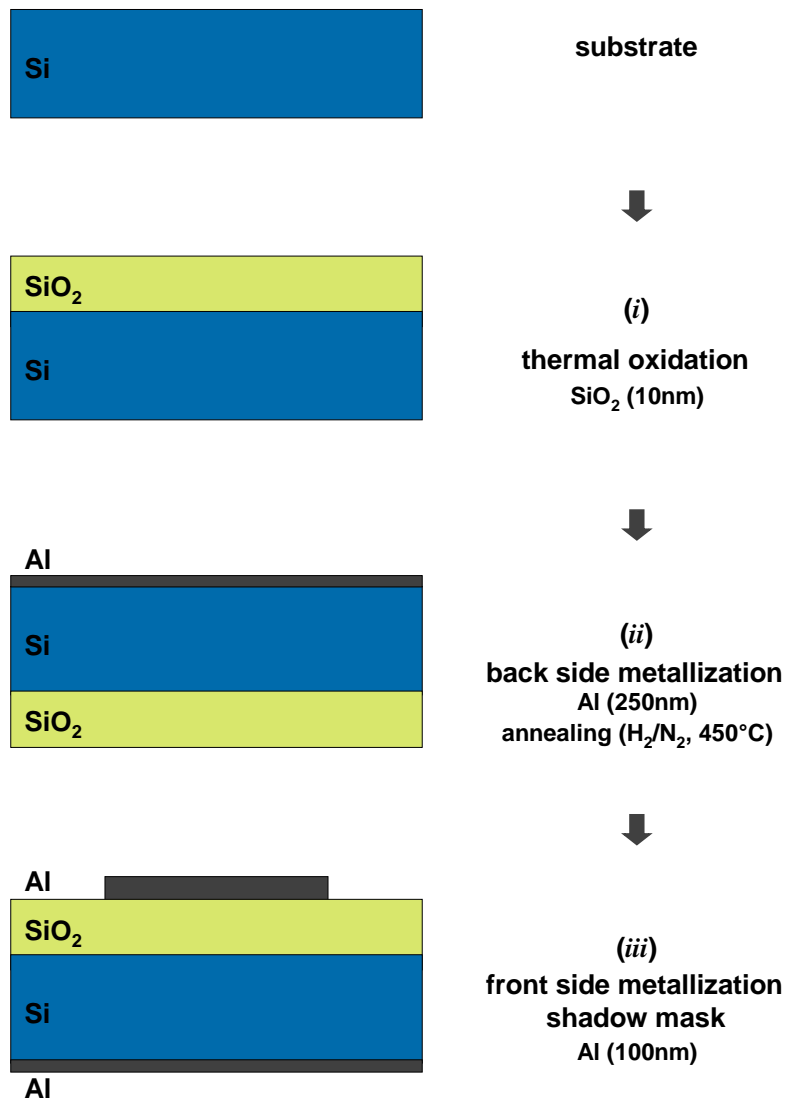 Si
substrate
SiO₂
Si
(i)
thermal oxidation
SiO₂ (10nm)
Al
Si
SiO₂
(ii)
back side metallization
Al (250nm)
annealing (H₂/N₂, 450°C)
Al
SiO₂
Si
Al
(iii)
front side metallization
shadow mask
Al (100nm)